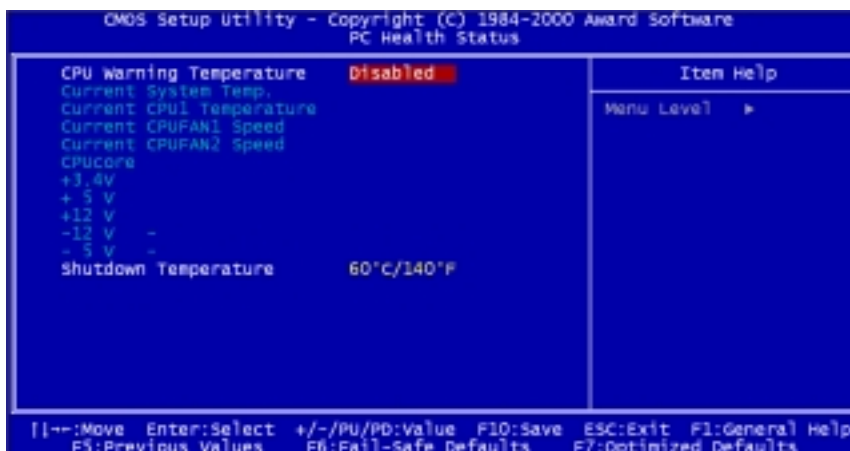 CMOS Setup Utility - Copyright (C) 1984-2000 Award Software
PC Health Status
CPU Warning Temperature Disabled
Current System Temp.
Current CPU1 Temperature
Current CPUFAN1 Speed
Current CPUFAN2 Speed
CPUcore
+3.4V
+ 5 V
+12 V
-12 V -
- 5 V -
Shutdown Temperature 60°C/140°F
Item Help
Menu Level ►
↑↓→←:Move Enter:Select +/-/PU/PD:Value F10:Save ESC:Exit F1:General Help
F5:Previous Values F6:Fail-Safe Defaults F7:Optimized Defaults